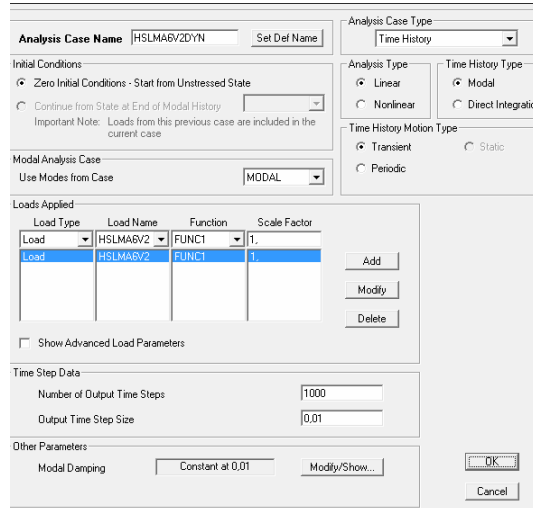 Analysis Case Name HSLMA6V2DYN Set Def Name
Analysis Case Type
Time History
Initial Conditions
Zero Initial Conditions - Start from Unstressed State
Continue from State at End of Modal History
Important Note: Loads from this previous case are included in the
current case
Analysis Type
Linear
Nonlinear
Time History Type
Modal
Direct Integratio
Time History Motion Type
Transient
Static
Periodic
Modal Analysis Case
Use Modes from Case MODAL
Loads Applied
Load Type Load Name Function Scale Factor
Load HSLMA6V2 FUNC1 1,
Load HSLMA6V2 FUNC1 1,
Add
Modify
Delete
Show Advanced Load Parameters
Time Step Data
Number of Output Time Steps 1000
Output Time Step Size 0,01
Other Parameters
Modal Damping Constant at 0,01 Modify/Show...
OK
Cancel